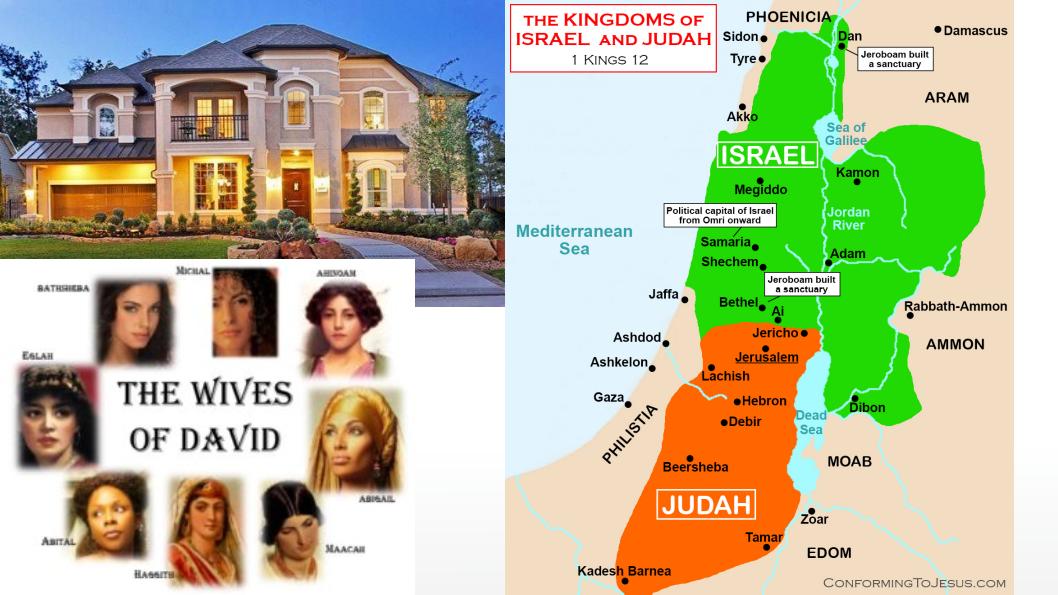 MICHAL
AHINOAM
BATHSHEBA
EGLAH
THE WIVES
OF DAVID
ABIGAIL
ABITAL
MAACAH
HAGGITH
THE KINGDOMS OF
ISRAEL AND JUDAH
1 KINGS 12
PHOENICIA
Sidon
Dan
Damascus
Jeroboam built
a sanctuary
Tyre
ARAM
Akko
Sea of
Galilee
ISRAEL
Kamon
Megiddo
Political capital of Israel
from Omri onward
Jordan
River
Mediterranean
Sea
Samaria
Adam
Shechem
Jeroboam built
a sanctuary
Jaffa
Bethel
Ai
Rabbath-Ammon
Jericho
Ashdod
AMMON
Jerusalem
Ashkelon
Lachish
Gaza
Hebron
Dibon
PHILISTIA
Debir
Dead
Sea
Beersheba
MOAB
JUDAH
Zoar
Tamar
EDOM
Kadesh Barnea
CONFORMINGTOJESUS.COM